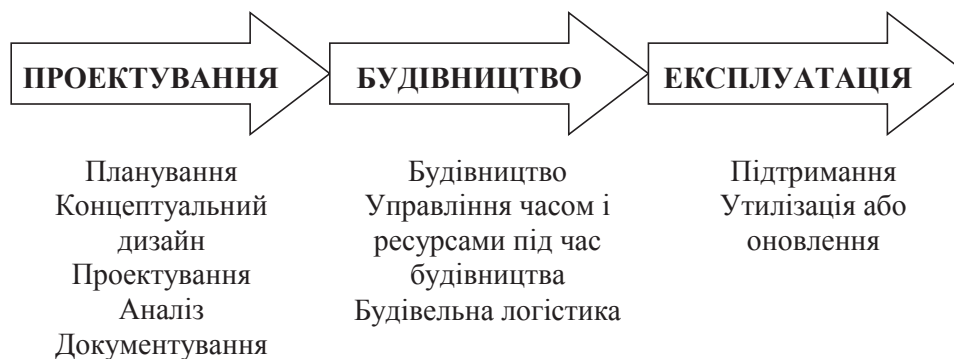 ПРОЕКТУВАННЯ
БУДІВНИЦТВО
ЕКСПЛУАТАЦІЯ
Планування
Концептуальний
дизайн
Проектування
Аналіз
Документування
Будівництво
Управління часом і
ресурсами під час
будівництва
Будівельна логістика
Підтримання
Утилізація або
оновлення